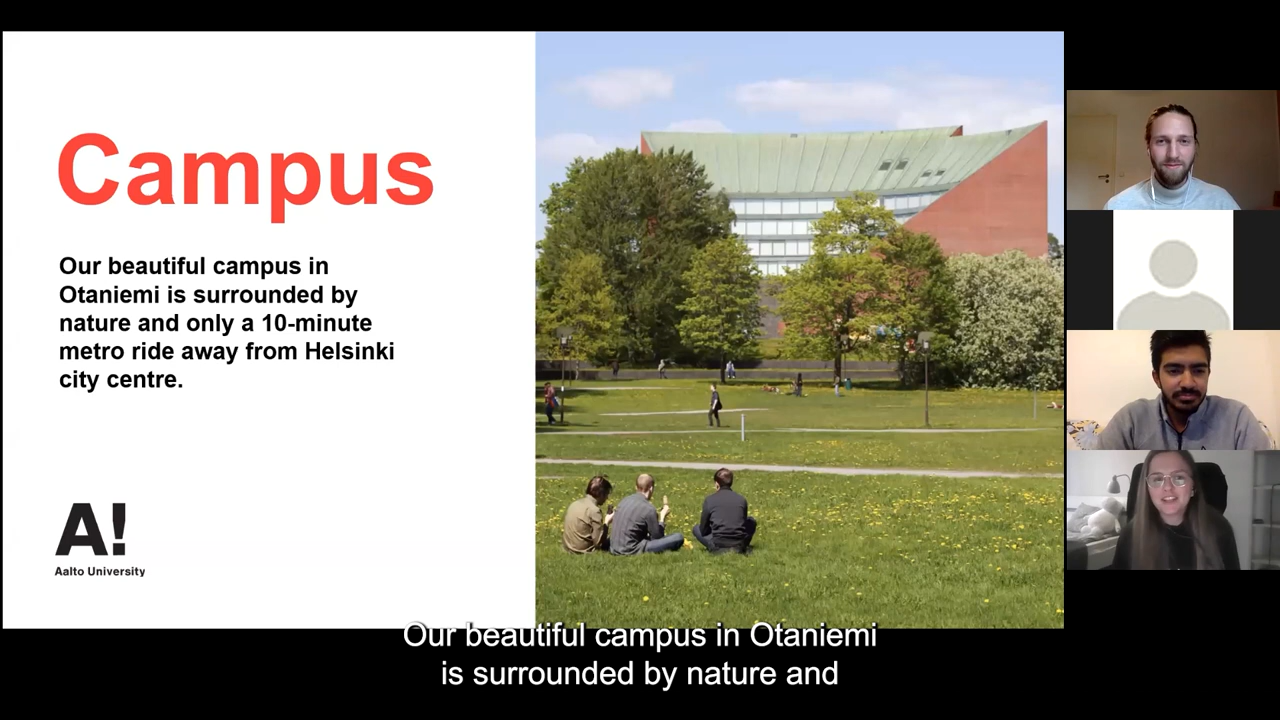 Campus
Our beautiful campus in
Otaniemi is surrounded by
nature and only a 10-minute
metro ride away from Helsinki
city centre.
A!
Aalto University
Our beautiful campus in Otaniemi
is surrounded by nature and